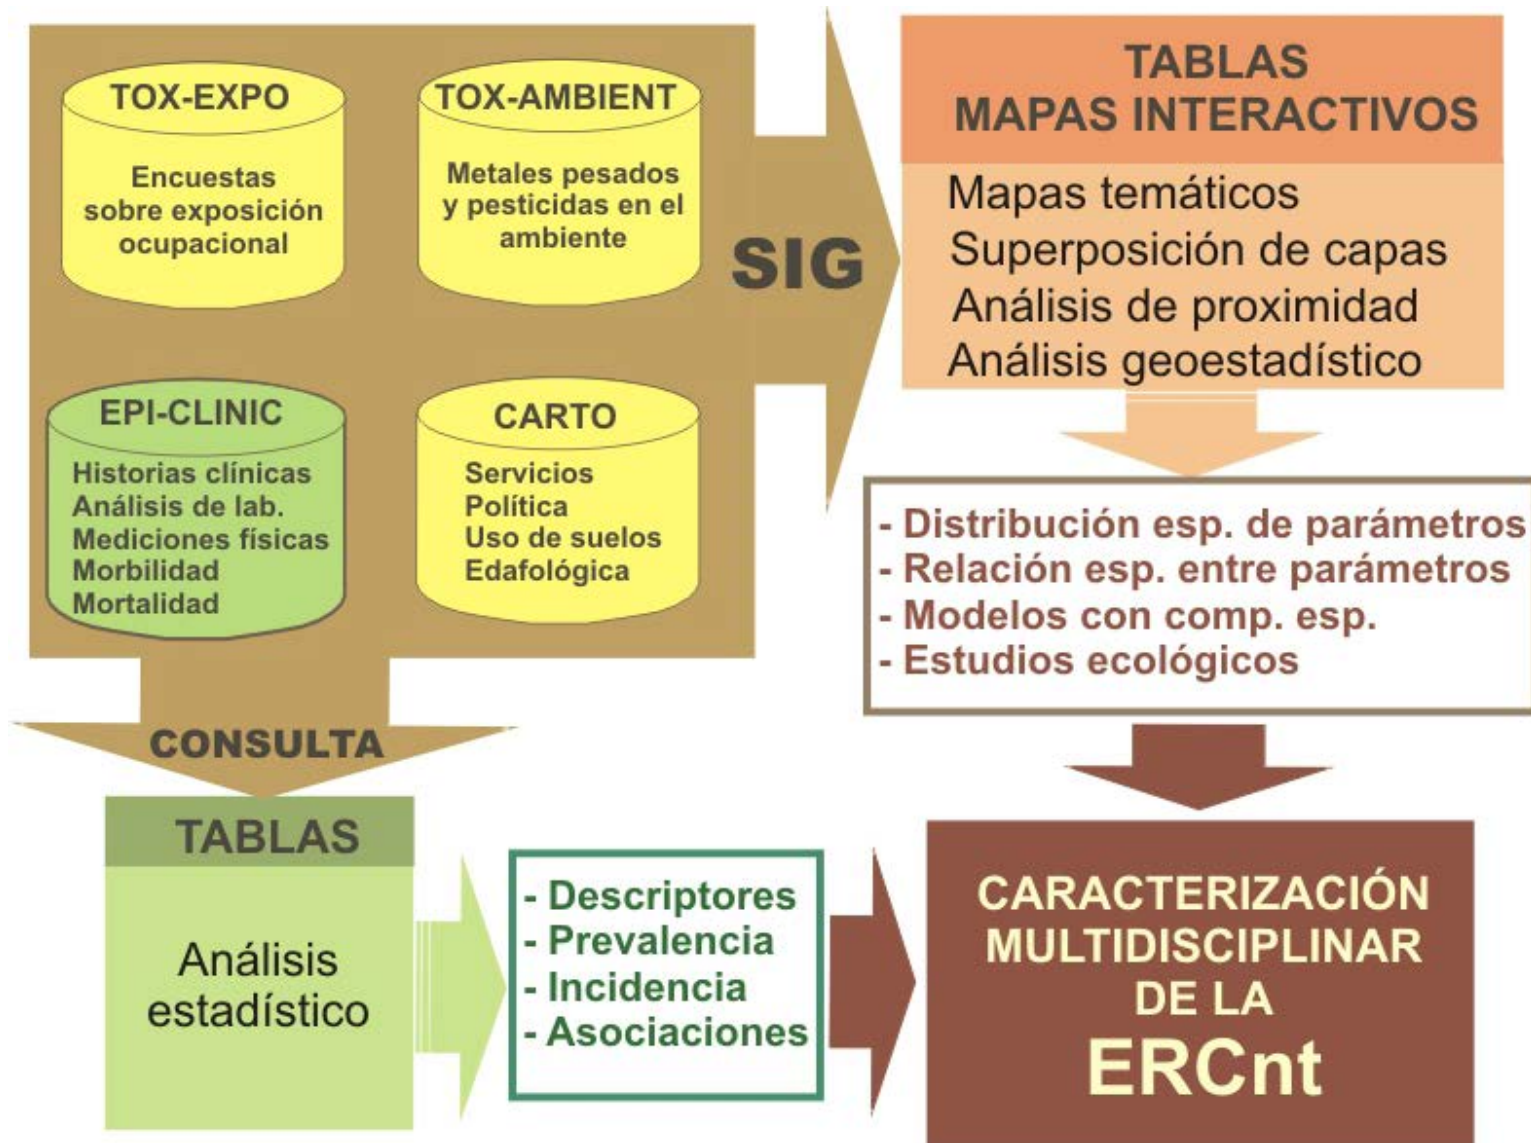 TOX-EXPO
Encuestas
sobre exposición
ocupacional
TOX-AMBIENT
Metales pesados
y pesticidas en el
ambiente
EPI-CLINIC
Historias clínicas
Análisis de lab.
Mediciones físicas
Morbilidad
Mortalidad
CARTO
Servicios
Política
Uso de suelos
Edafológica
SIG
TABLAS
MAPAS INTERACTIVOS
Mapas temáticos
Superposición de capas
Análisis de proximidad
Análisis geoestadístico
- Distribución esp. de parámetros
- Relación esp. entre parámetros
- Modelos con comp. esp.
- Estudios ecológicos
CONSULTA
TABLAS
Análisis
estadístico
- Descriptores
- Prevalencia
- Incidencia
- Asociaciones
CARACTERIZACIÓN
MULTIDISCIPLINAR
DE LA
ERCnt